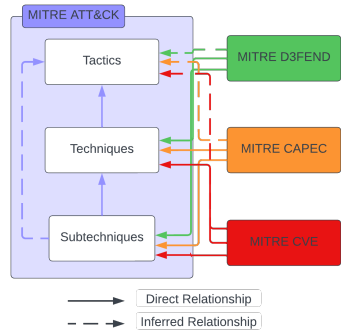 MITRE ATT&CK
Tactics
MITRE D3FEND
Techniques
MITRE CAPEC
Subtechniques
MITRE CVE
Direct Relationship
Inferred Relationship